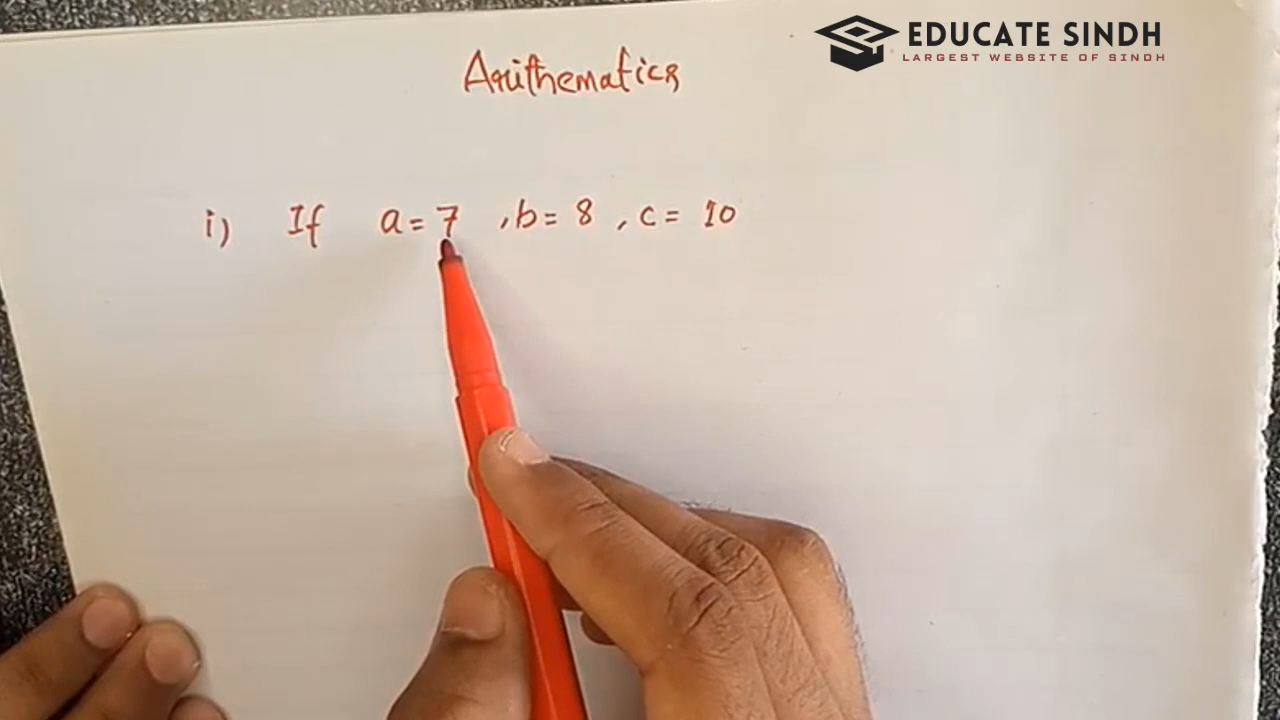 EDUCATE SINDH
LARGEST WEBSITE OF SINDH
Arithematics
i) If a = 7 , b = 8 , c = 10